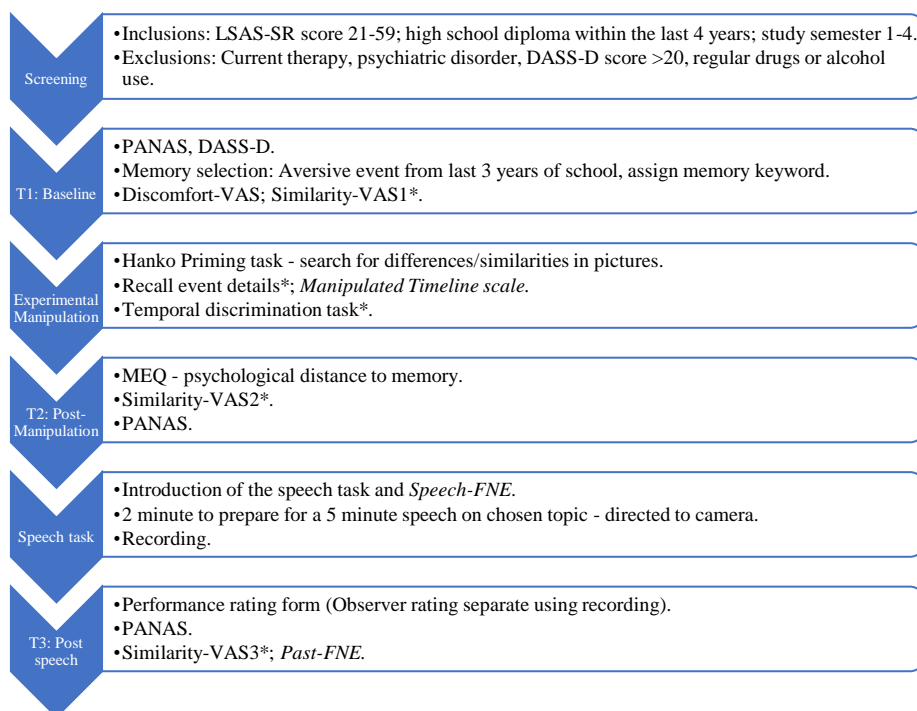 Screening
•Inclusions: LSAS-SR score 21-59; high school diploma within the last 4 years; study semester 1-4.
•Exclusions: Current therapy, psychiatric disorder, DASS-D score >20, regular drugs or alcohol
use.
T1: Baseline
•PANAS, DASS-D.
•Memory selection: Aversive event from last 3 years of school, assign memory keyword.
•Discomfort-VAS; Similarity-VAS1*.
Experimental
Manipulation
•Hanko Priming task - search for differences/similarities in pictures.
•Recall event details*; Manipulated Timeline scale.
•Temporal discrimination task*.
T2: Post-
Manipulation
•MEQ - psychological distance to memory.
•Similarity-VAS2*.
•PANAS.
Speech task
•Introduction of the speech task and Speech-FNE.
•2 minute to prepare for a 5 minute speech on chosen topic - directed to camera.
•Recording.
T3: Post
speech
•Performance rating form (Observer rating separate using recording).
•PANAS.
•Similarity-VAS3*; Past-FNE.